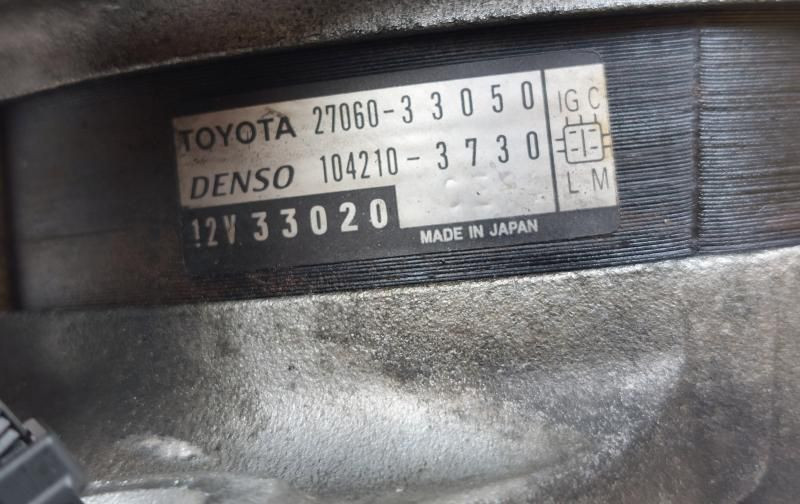 TOYOTA 27060-33050
DENSO 104210-3730
12V 33020
MADE IN JAPAN
IG C
L M